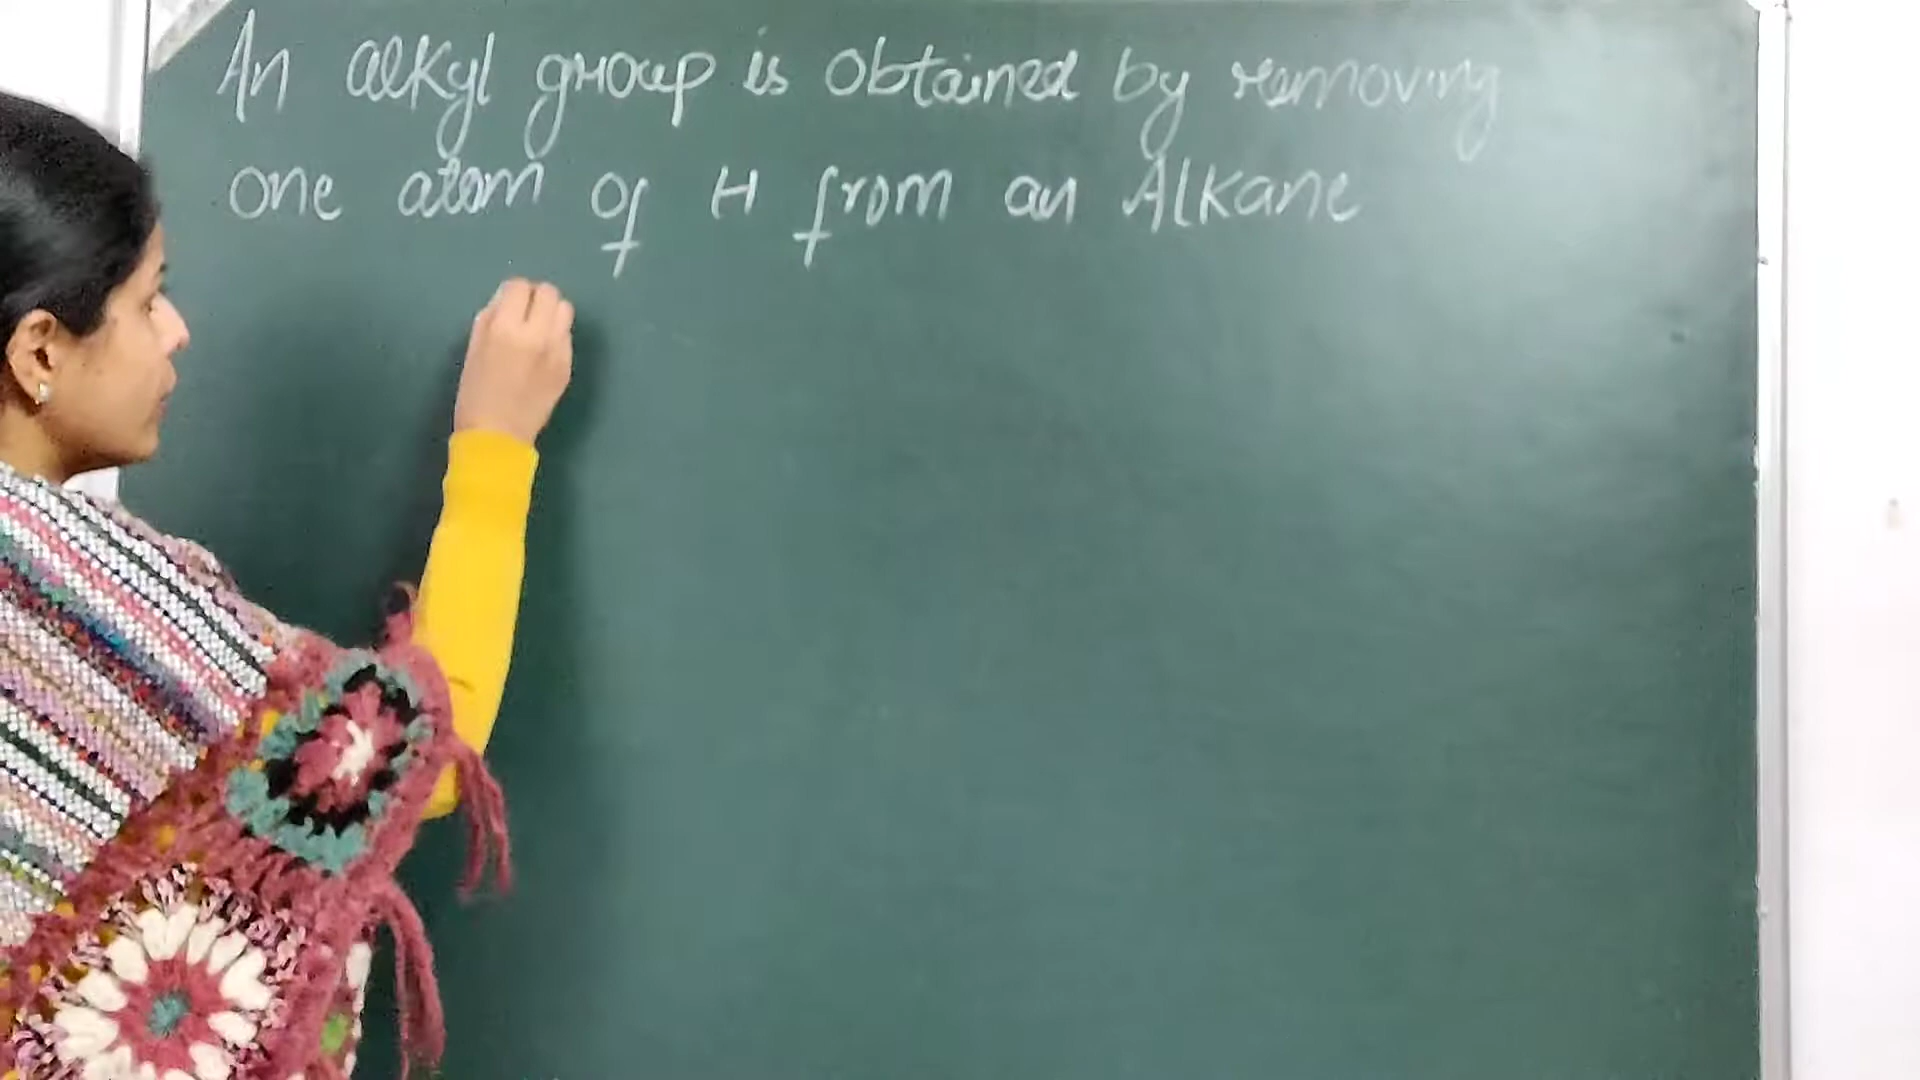 An alkyl group is obtained by removing
one atom of H from an Alkane